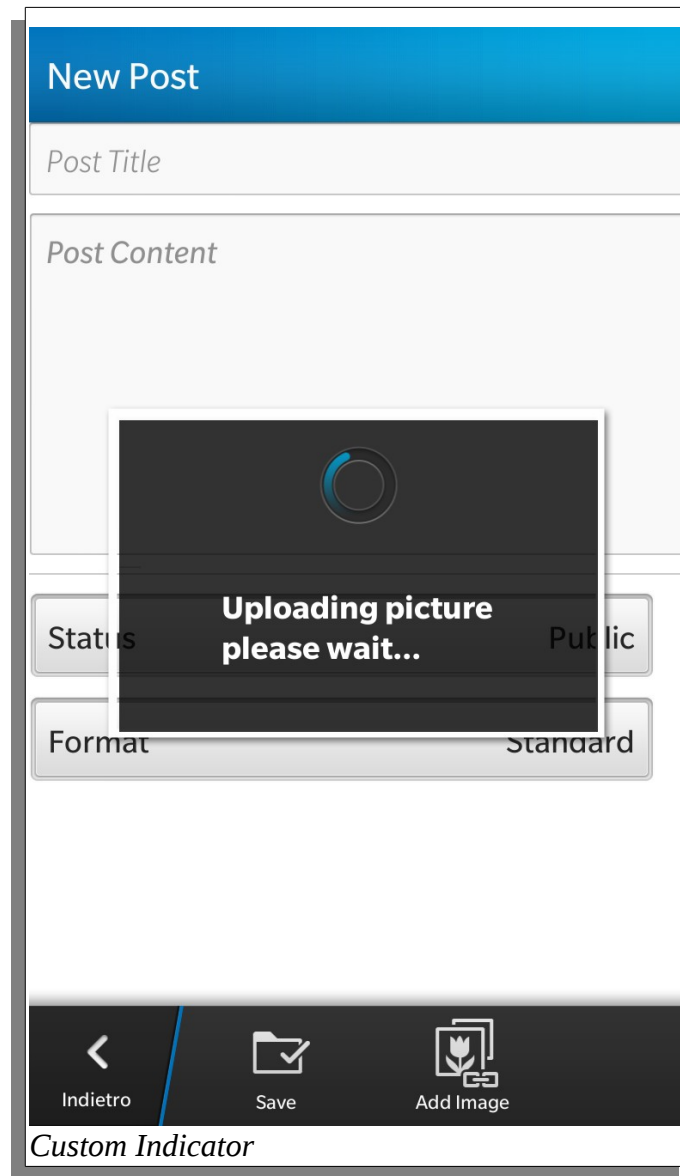 New Post
Post Title
Post Content
Uploading picture
please wait...
Status Public
Format Standard
Indietro Save Add Image
Custom Indicator